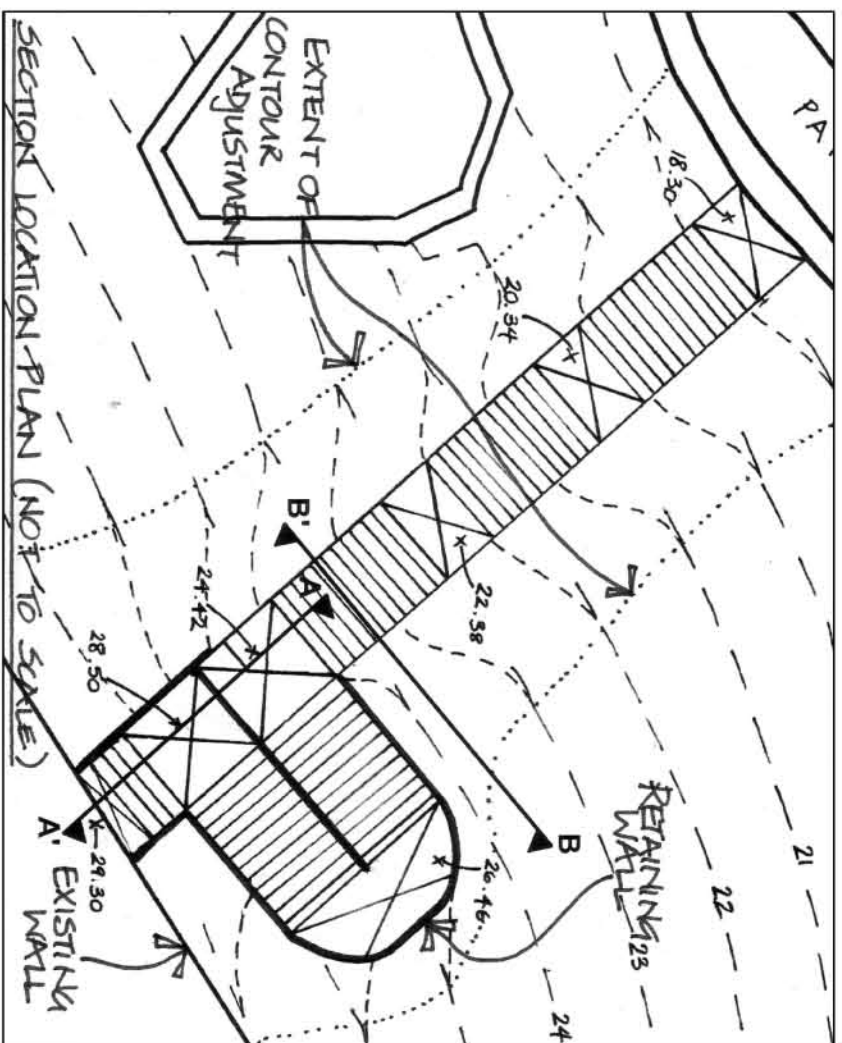 PA
18.30
EXTENT OF
CONTOUR
ADJUSTMENT
20.34
22.38
B'
A
24.42
28.50
B
26.46
A'
29.30
RETAINING
WALL
EXISTING
WALL
21
22
23
24
SECTION LOCATION PLAN (NOT TO SCALE)